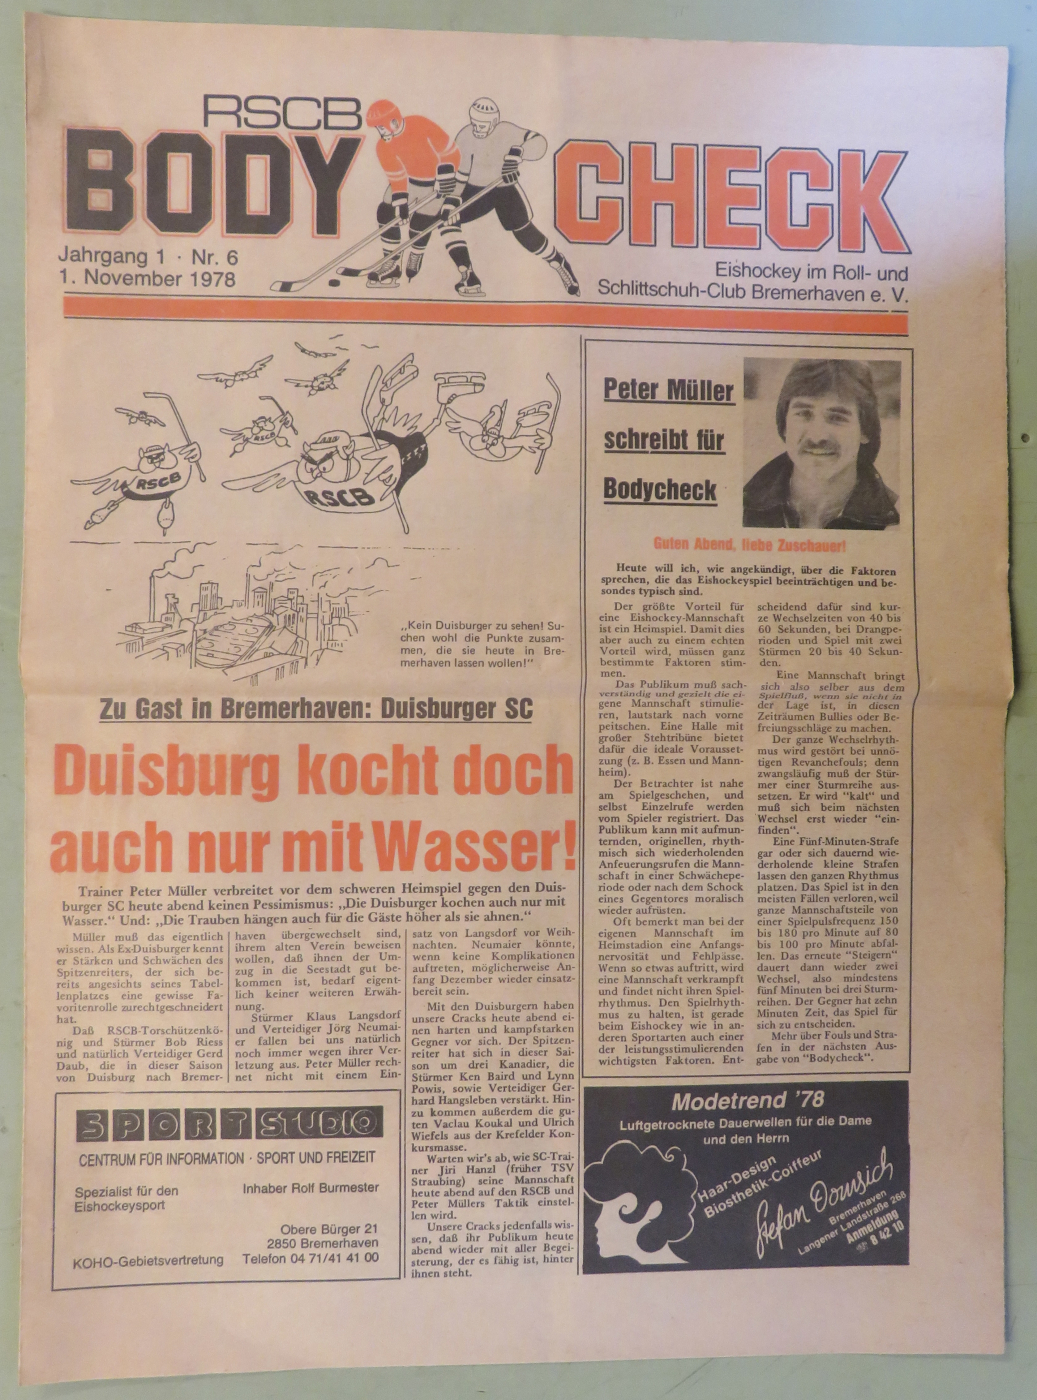 RSCB
BODY CHECK
Jahrgang 1 · Nr. 6
1. November 1978
Eishockey im Roll- und
Schlittschuh-Club Bremerhaven e. V.
RSCB
RSCB
RSCB
„Kein Duisburger zu sehen! Su-
chen wohl die Punkte zusam-
men, die sie heute in Bre-
merhaven lassen wollen!“
Zu Gast in Bremerhaven: Duisburger SC
Duisburg kocht doch
auch nur mit Wasser!
Trainer Peter Müller verbreitet vor dem schweren Heimspiel gegen den Duis-
burger SC heute abend keinen Pessimismus: „Die Duisburger kochen auch nur mit
Wasser.“ Und: „Die Trauben hängen auch für die Gäste höher als sie ahnen.“
Müller muß das eigentlich
wissen. Als Ex-Duisburger kennt
er Stärken und Schwächen des
Spitzenreiters, der sich be-
reits angesichts seines Tabel-
lenplatzes eine gewisse Fa-
voritenrolle zurechtgeschneidert
hat.
Daß RSCB-Torschützenkö-
nig und Stürmer Bob Riess
und natürlich Verteidiger Gerd
Daub, die in dieser Saison
von Duisburg nach Bremer-
haven übergewechselt sind,
ihrem alten Verein beweisen
wollen, daß ihnen der Um-
zug in die Seestadt gut be-
kommen ist, bedarf eigent-
lich keiner weiteren Erwäh-
nung.
Stürmer Klaus Langsdorf
und Verteidiger Jörg Neumai-
er fallen bei uns natürlich
noch immer wegen ihrer Ver-
letzung aus. Peter Müller rech-
net nicht mit einem Ein-
satz von Langsdorf vor Weih-
nachten. Neumaier könnte,
wenn keine Komplikationen
auftreten, möglicherweise An-
fang Dezember wieder einsatz-
bereit sein.
Mit den Duisburgern haben
unsere Cracks heute abend ei-
nen harten und kampfstarken
Gegner vor sich. Der Spitzen-
reiter hat sich in dieser Sai-
son um drei Kanadier, die
Stürmer Ken Baird und Lynn
Powis, sowie Verteidiger Ger-
hard Hangsleben verstärkt. Hin-
zu kommen außerdem die gu-
ten Vaclau Koukal und Ulrich
Wiefels aus der Krefelder Kon-
kursmasse.
Warten wir's ab, wie SC-Trai-
ner Jiri Hanzl (früher TSV
Straubing) seine Mannschaft
heute abend auf den RSCB und
Peter Müllers Taktik einstel-
len wird.
Unsere Cracks jedenfalls wis-
sen, daß ihr Publikum heute
abend wieder mit aller Begei-
sterung, der es fähig ist, hinter
ihnen steht.
SPORT STUDIO
CENTRUM FÜR INFORMATION · SPORT UND FREIZEIT
Spezialist für den
Eishockeysport
Inhaber Rolf Burmester
Obere Bürger 21
2850 Bremerhaven
KOHO-Gebietsvertretung
Telefon 04 71/41 41 00
Peter Müller
schreibt für
Bodycheck
Guten Abend, liebe Zuschauer!
Heute will ich, wie angekündigt, über die Faktoren
sprechen, die das Eishockeyspiel beeinträchtigen und be-
sondes typisch sind.
Der größte Vorteil für
eine Eishockey-Mannschaft
ist ein Heimspiel. Damit dies
aber auch zu einem echten
Vorteil wird, müssen ganz
bestimmte Faktoren stim-
men.
Das Publikum muß sach-
verständig und gezielt die ei-
gene Mannschaft stimulie-
ren, lautstark nach vorne
peitschen. Eine Halle mit
großer Stehtribüne bietet
dafür die ideale Vorausset-
zung (z. B. Essen und Mann-
heim).
Der Betrachter ist nahe
am Spielgeschehen, und
selbst Einzelrufe werden
vom Spieler registriert. Das
Publikum kann mit aufmun-
ternden, originellen, rhyth-
misch sich wiederholenden
Anfeuerungsrufen die Mann-
schaft in einer Schwächepe-
riode oder nach dem Schock
eines Gegentores moralisch
wieder aufrüsten.
Oft bemerkt man bei der
eigenen Mannschaft im
Heimstadion eine Anfangs-
nervosität und Fehlpässe.
Wenn so etwas auftritt, wird
eine Mannschaft verkrampft
und findet nicht ihren Spiel-
rhythmus. Den Spielrhyth-
mus zu halten, ist gerade
beim Eishockey wie in an-
deren Sportarten auch einer
der leistungsstimulierenden
wichtigsten Faktoren. Ent-
scheidend dafür sind kur-
ze Wechselzeiten von 40 bis
60 Sekunden, bei Drangpe-
rioden und Spiel mit zwei
Stürmen 20 bis 40 Sekun-
den.
Eine Mannschaft bringt
sich also selber aus dem
Spielfluß, wenn sie nicht in
der Lage ist, in diesen
Zeiträumen Bullies oder Be-
freiungsschläge zu machen.
Der ganze Wechselrhyth-
mus wird gestört bei unnö-
tigen Revanchefouls; denn
zwangsläufig muß der Stür-
mer einer Sturmreihe aus-
setzen. Er wird "kalt" und
muß sich beim nächsten
Wechsel erst wieder "ein-
finden".
Eine Fünf-Minuten-Strafe
gar oder sich dauernd wie-
derholende kleine Strafen
lassen den ganzen Rhythmus
platzen. Das Spiel ist in den
meisten Fällen verloren, weil
ganze Mannschaftsteile von
einer Spielpulsfrequenz 150
bis 180 pro Minute auf 80
bis 100 pro Minute abfal-
len. Das erneute "Steigern"
dauert dann wieder zwei
Wechsel, also mindestens
fünf Minuten bei drei Sturm-
reihen. Der Gegner hat zehn
Minuten Zeit, das Spiel für
sich zu entscheiden.
Mehr über Fouls und Stra-
fen in der nächsten Aus-
gabe von "Bodycheck".
Modetrend '78
Luftgetrocknete Dauerwellen für die Dame
und den Herrn
Haar-Design
Biosthetik-Coiffeur
Stefan Domsich
Bremerhaven
Langener Landstraße 268
Anmeldung
☎ 8 42 10